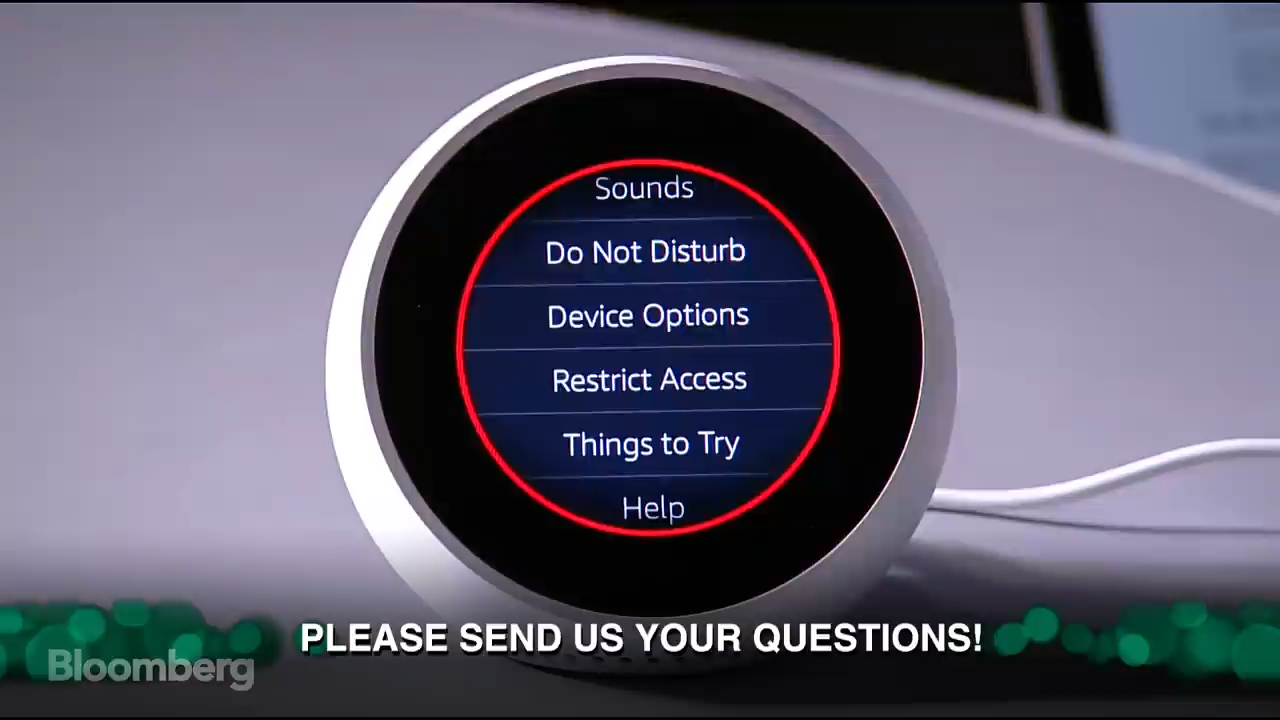 Sounds
Do Not Disturb
Device Options
Restrict Access
Things to Try
Help
PLEASE SEND US YOUR QUESTIONS!
Bloomberg